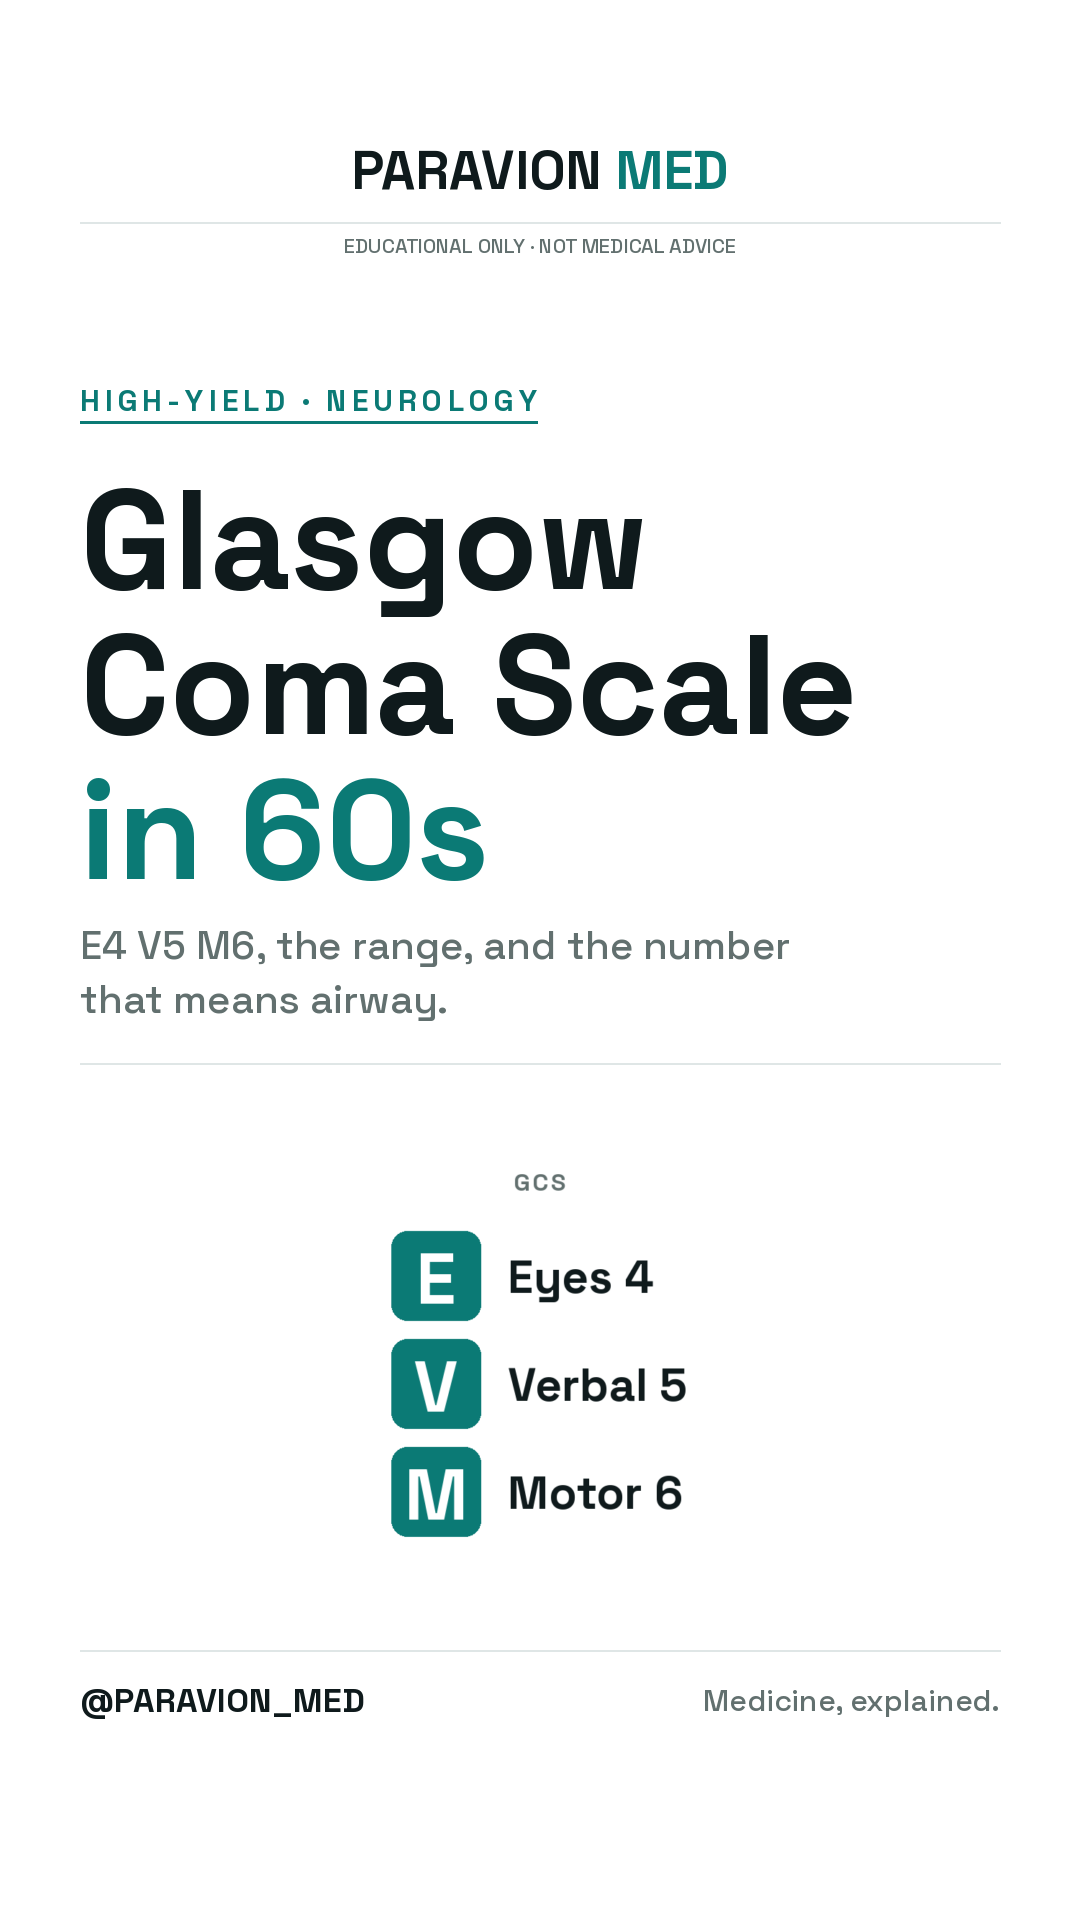 PARAVION MED
EDUCATIONAL ONLY · NOT MEDICAL ADVICE
HIGH-YIELD · NEUROLOGY
Glasgow
Coma Scale
in 60s
E4 V5 M6, the range, and the number
that means airway.
GCS
E Eyes 4
V Verbal 5
M Motor 6
@PARAVION_MED Medicine, explained.